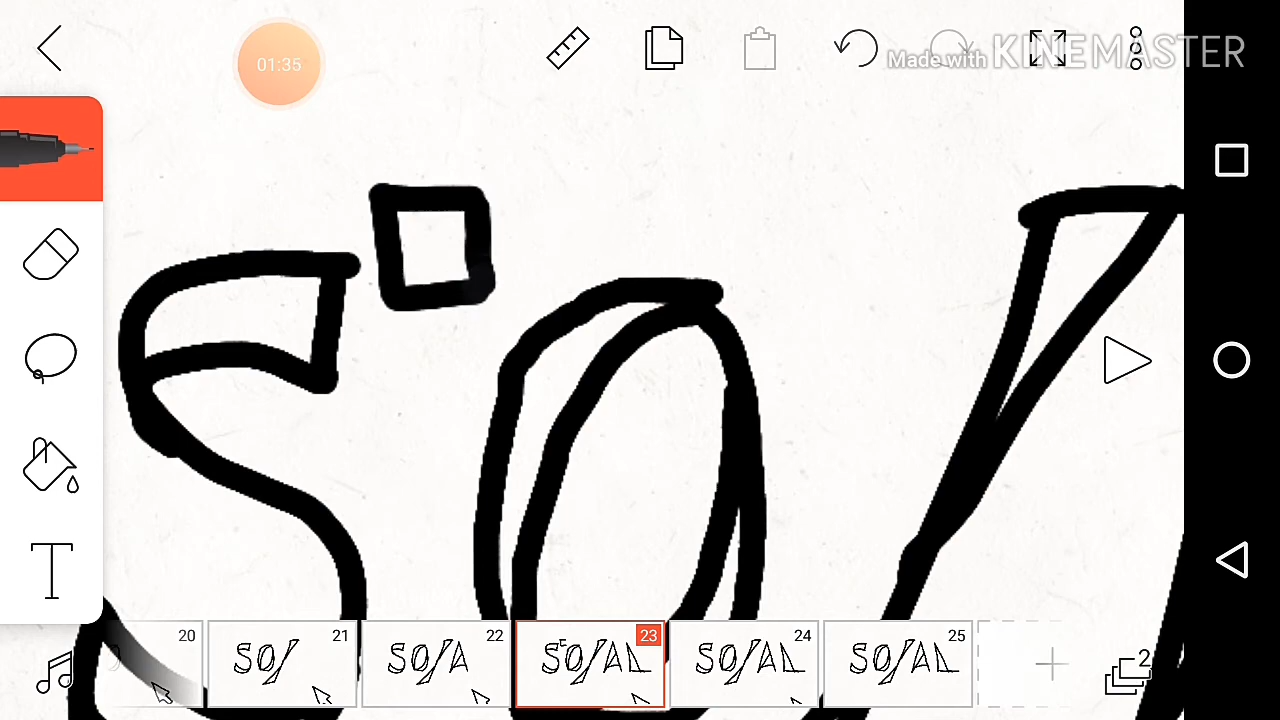 01:35
Made with KINEMASTER
T
20 21 22 23 24 25
SO/ SO/A SO/AL SO/AL SO/AL
2